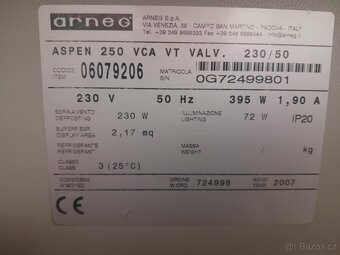 arneg
ARNEG S.p.A.
VIA VENEZIA, 58 - CAMPO SAN MARTINO - PADOVA - ITALY
ASPEN 250 VCA VT VALV. 230/50
CODICE
ITEM
06079206
MATRICOLA
S/N
0G72499801
230 V 50 Hz 395 W 1,90 A
SBRINAMENTO
DEFROSTING
230 W
ILLUMINAZIONE
LIGHTING
72 W
IP20
SUPERF. ESP.
DISPLAY AREA
2,17 mq
REFRIGERANTE
REFRIGERANT
MASSA
WEIGHT
/ kg
CLASSE
CLASS
3 (25°C)
COMMESSA
ORDINE
W.ORD
724998
ANNO
YEAR
2007
CE
bazos.cz